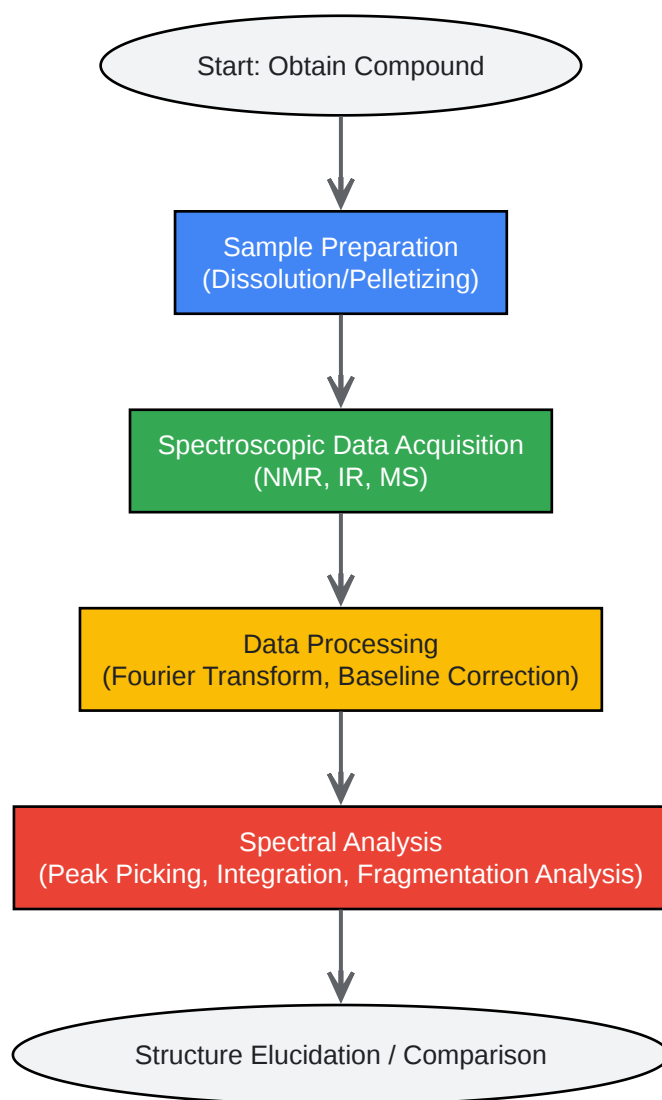 Start: Obtain Compound
Sample Preparation
(Dissolution/Pelletizing)
Spectroscopic Data Acquisition
(NMR, IR, MS)
Data Processing
(Fourier Transform, Baseline Correction)
Spectral Analysis
(Peak Picking, Integration, Fragmentation Analysis)
Structure Elucidation / Comparison